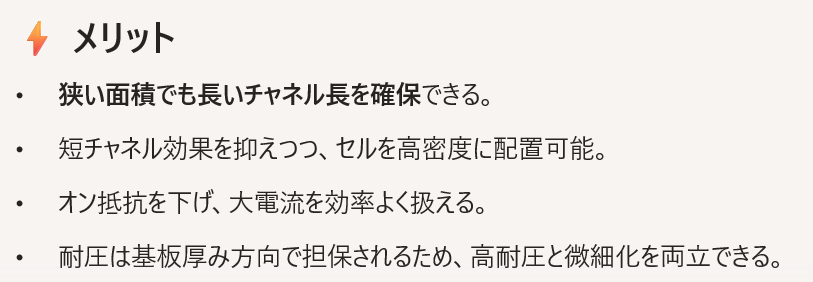 ⚡ メリット
• 狭い面積でも長いチャネル長を確保できる。
• 短チャネル効果を抑えつつ、セルを高密度に配置可能。
• オン抵抗を下げ、大電流を効率よく扱える。
• 耐圧は基板厚み方向で担保されるため、高耐圧と微細化を両立できる。